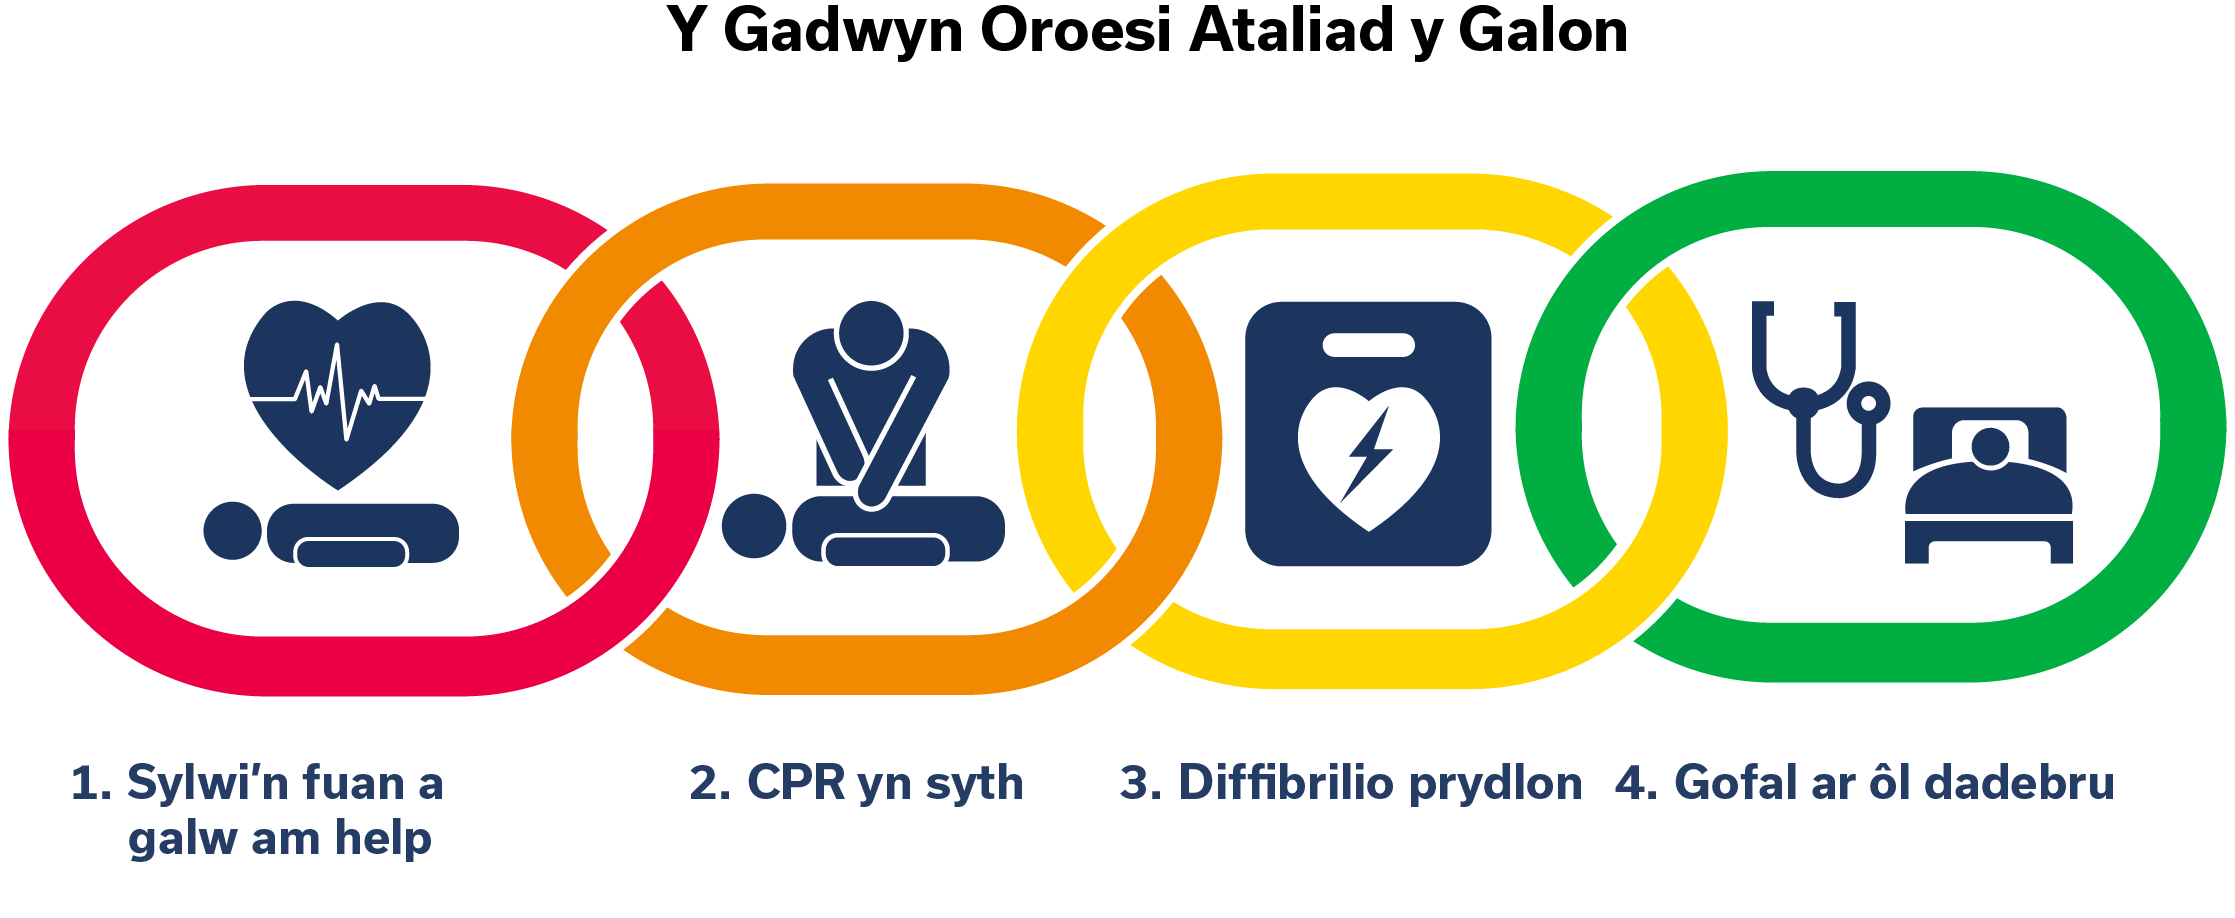 Y Gadwyn Oroesi Ataliad y Galon
1. Sylwi'n fuan a
galw am help
2. CPR yn syth
3. Diffibrilio prydlon
4. Gofal ar ôl dadebru